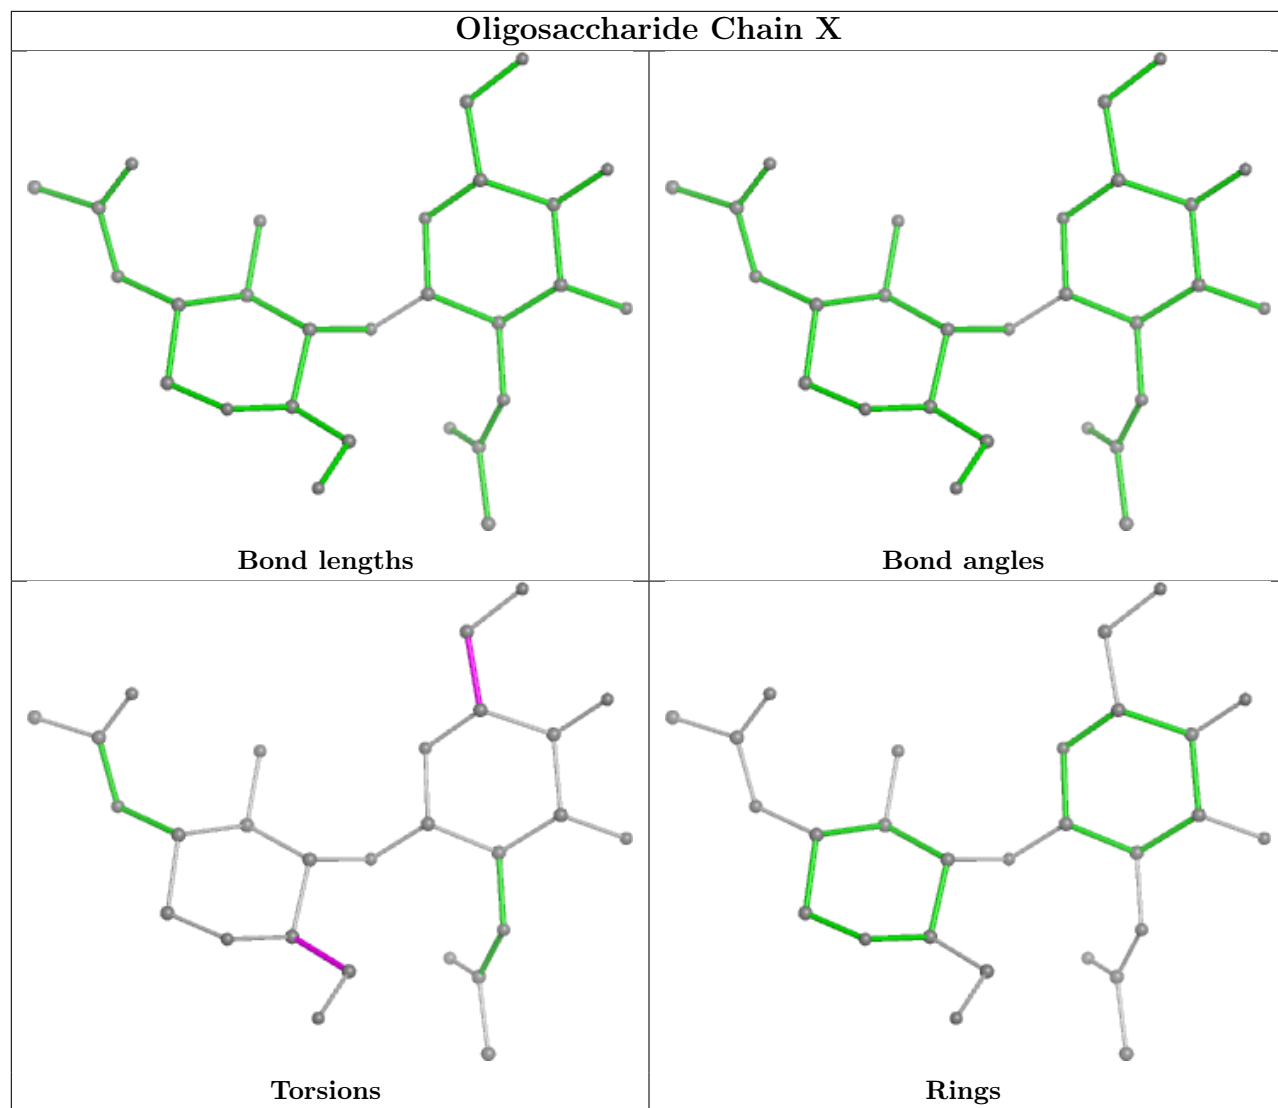 Oligosaccharide Chain X
Bond lengths
Bond angles
Torsions
Rings